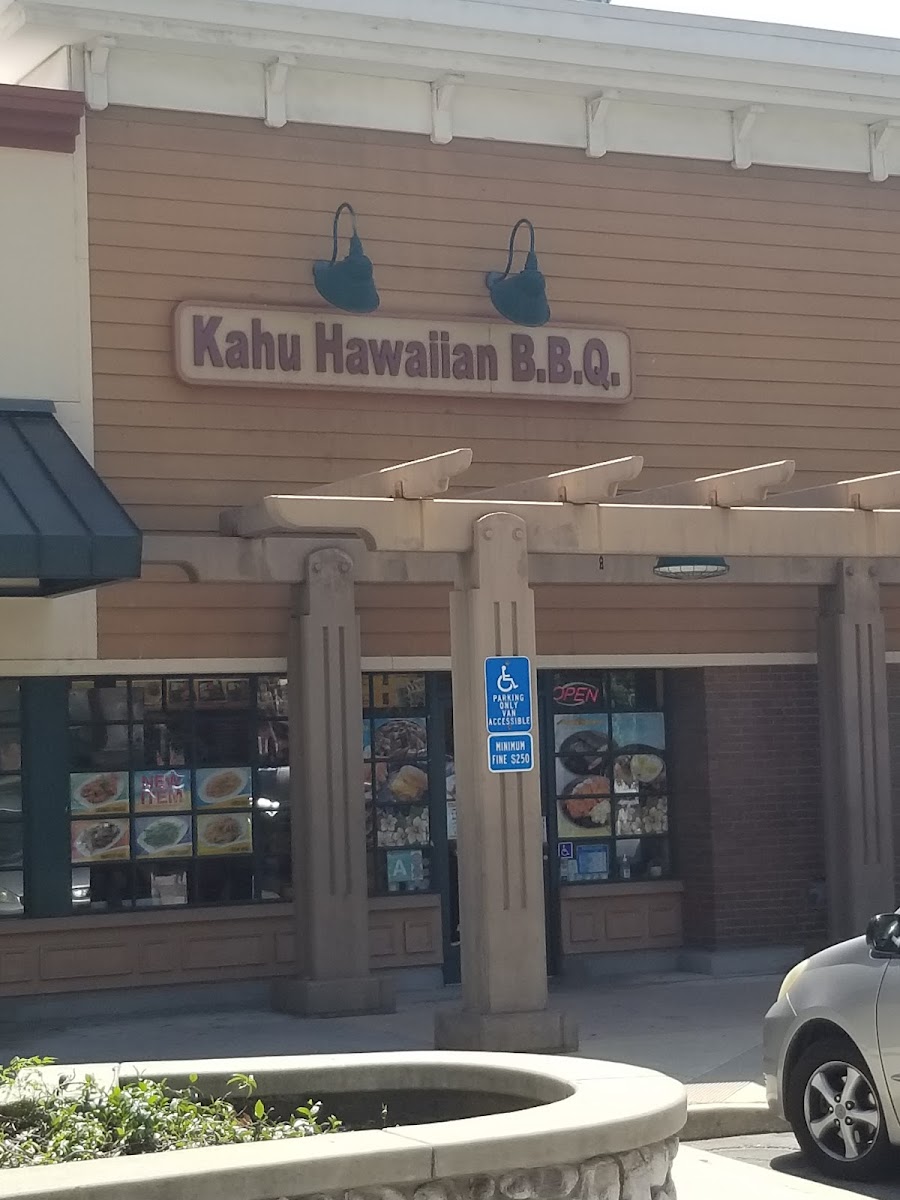 Kahu Hawaiian B.B.Q.
OPEN
PARKING
ONLY
VAN
ACCESSIBLE
MINIMUM
FINE $250
NEW
ITEM
A